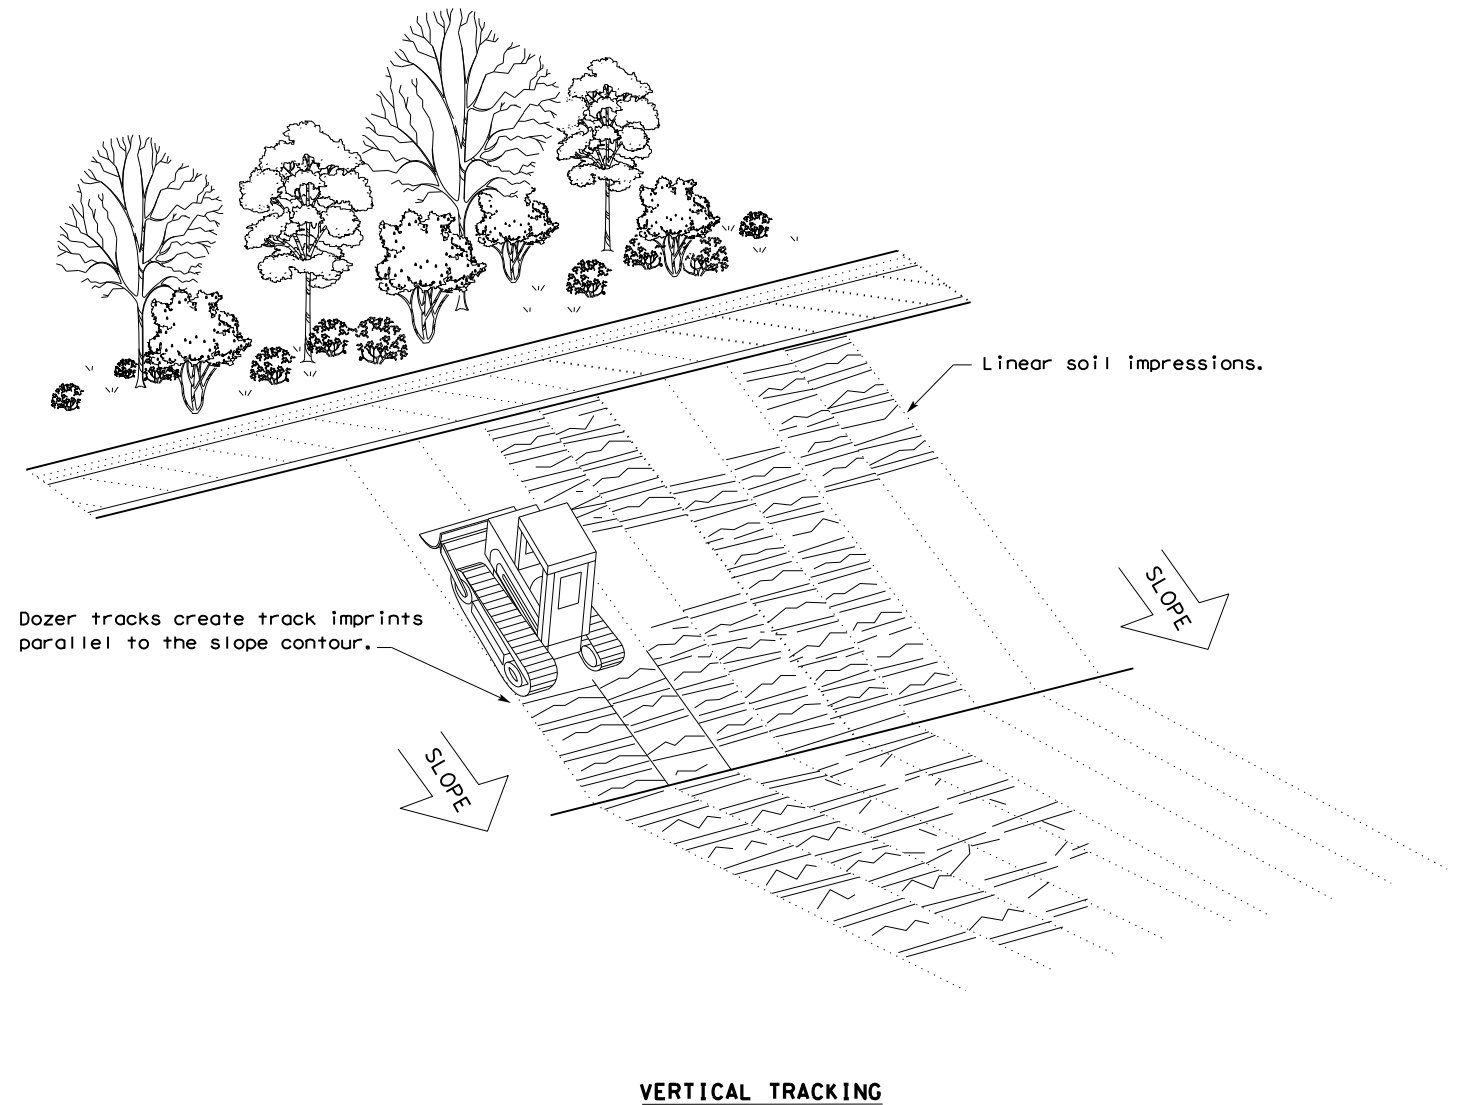 Linear soil impressions.
SLOPE
Dozer tracks create track imprints
parallel to the slope contour.
SLOPE
VERTICAL TRACKING